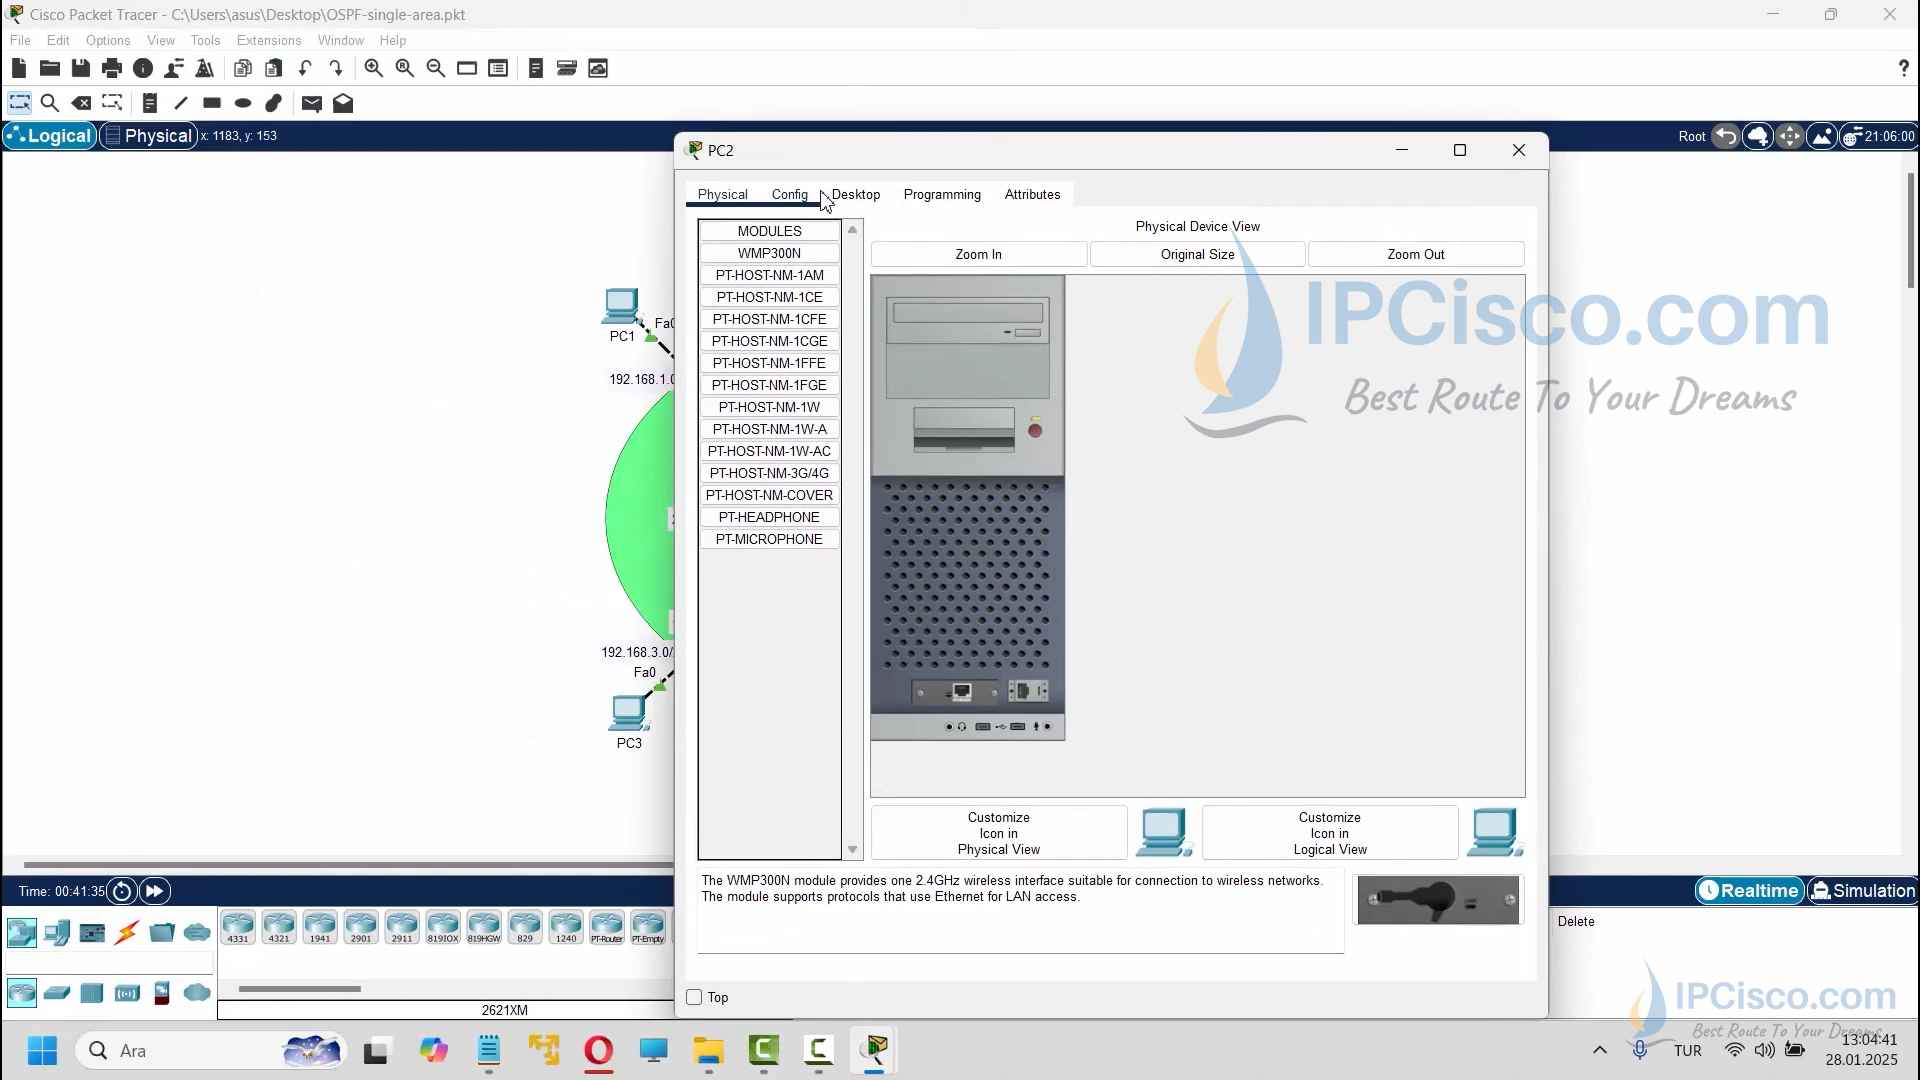 Cisco Packet Tracer - C:\Users\asus\Desktop\OSPF-single-area.pkt
File Edit Options View Tools Extensions Window Help
?
Logical Physical x: 1183, y: 153
Root 21:06:00
PC2
Physical Config Desktop Programming Attributes
MODULES
WMP300N
PT-HOST-NM-1AM
PT-HOST-NM-1CE
PT-HOST-NM-1CFE
PT-HOST-NM-1CGE
PT-HOST-NM-1FFE
PT-HOST-NM-1FGE
PT-HOST-NM-1W
PT-HOST-NM-1W-A
PT-HOST-NM-1W-AC
PT-HOST-NM-3G/4G
PT-HOST-NM-COVER
PT-HEADPHONE
PT-MICROPHONE
Physical Device View
Zoom In Original Size Zoom Out
IPCisco.com
Best Route To Your Dreams
PC1
Fa0
192.168.1.0
192.168.3.0/
Fa0
PC3
Customize
Icon in
Physical View
Customize
Icon in
Logical View
The WMP300N module provides one 2.4GHz wireless interface suitable for connection to wireless networks.
The module supports protocols that use Ethernet for LAN access.
Top
Time: 00:41:35
Realtime Simulation
4331 4321 1941 2901 2911 819IOX 819HGW 829 1240 PT-Router PT-Empty
Delete
2621XM
IPCisco.com
Best Route To Your Dreams
Ara
TUR
13:04:41
28.01.2025